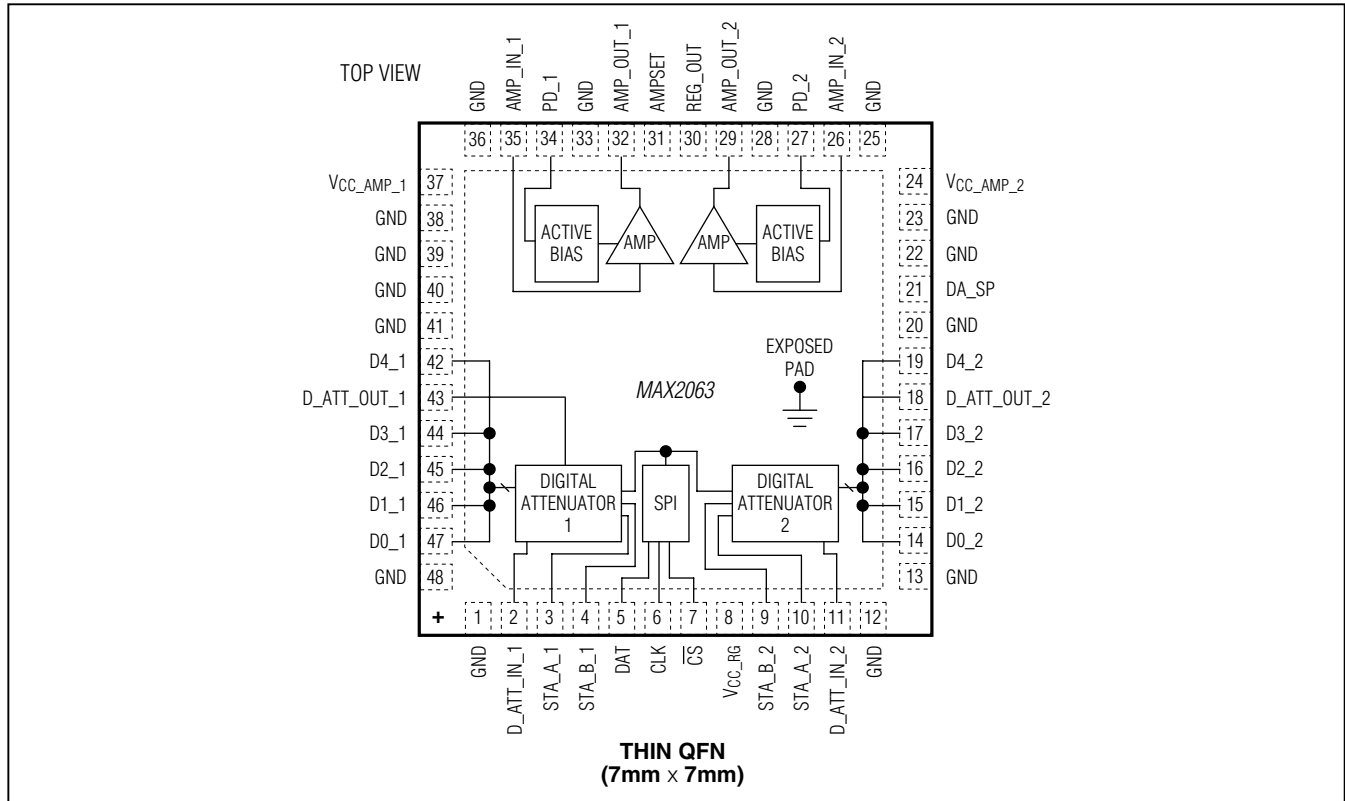 TOP VIEW
GND
AMP_IN_1
PD_1
GND
AMP_OUT_1
AMPSET
REG_OUT
AMP_OUT_2
GND
PD_2
AMP_IN_2
GND
36 35 34 33 32 31 30 29 28 27 26 25
VCC_AMP_1 37
GND 38
GND 39
GND 40
GND 41
D4_1 42
D_ATT_OUT_1 43
D3_1 44
D2_1 45
D1_1 46
D0_1 47
GND 48
ACTIVE
BIAS
AMP
AMP
ACTIVE
BIAS
EXPOSED
PAD
MAX2063
DIGITAL
ATTENUATOR
1
SPI
DIGITAL
ATTENUATOR
2
24 VCC_AMP_2
23 GND
22 GND
21 DA_SP
20 GND
19 D4_2
18 D_ATT_OUT_2
17 D3_2
16 D2_2
15 D1_2
14 D0_2
13 GND
+ 1 2 3 4 5 6 7 8 9 10 11 12
GND
D_ATT_IN_1
STA_A_1
STA_B_1
DAT
CLK
C̅S̅
VCC_RG
STA_B_2
STA_A_2
D_ATT_IN_2
GND
THIN QFN
(7mm x 7mm)